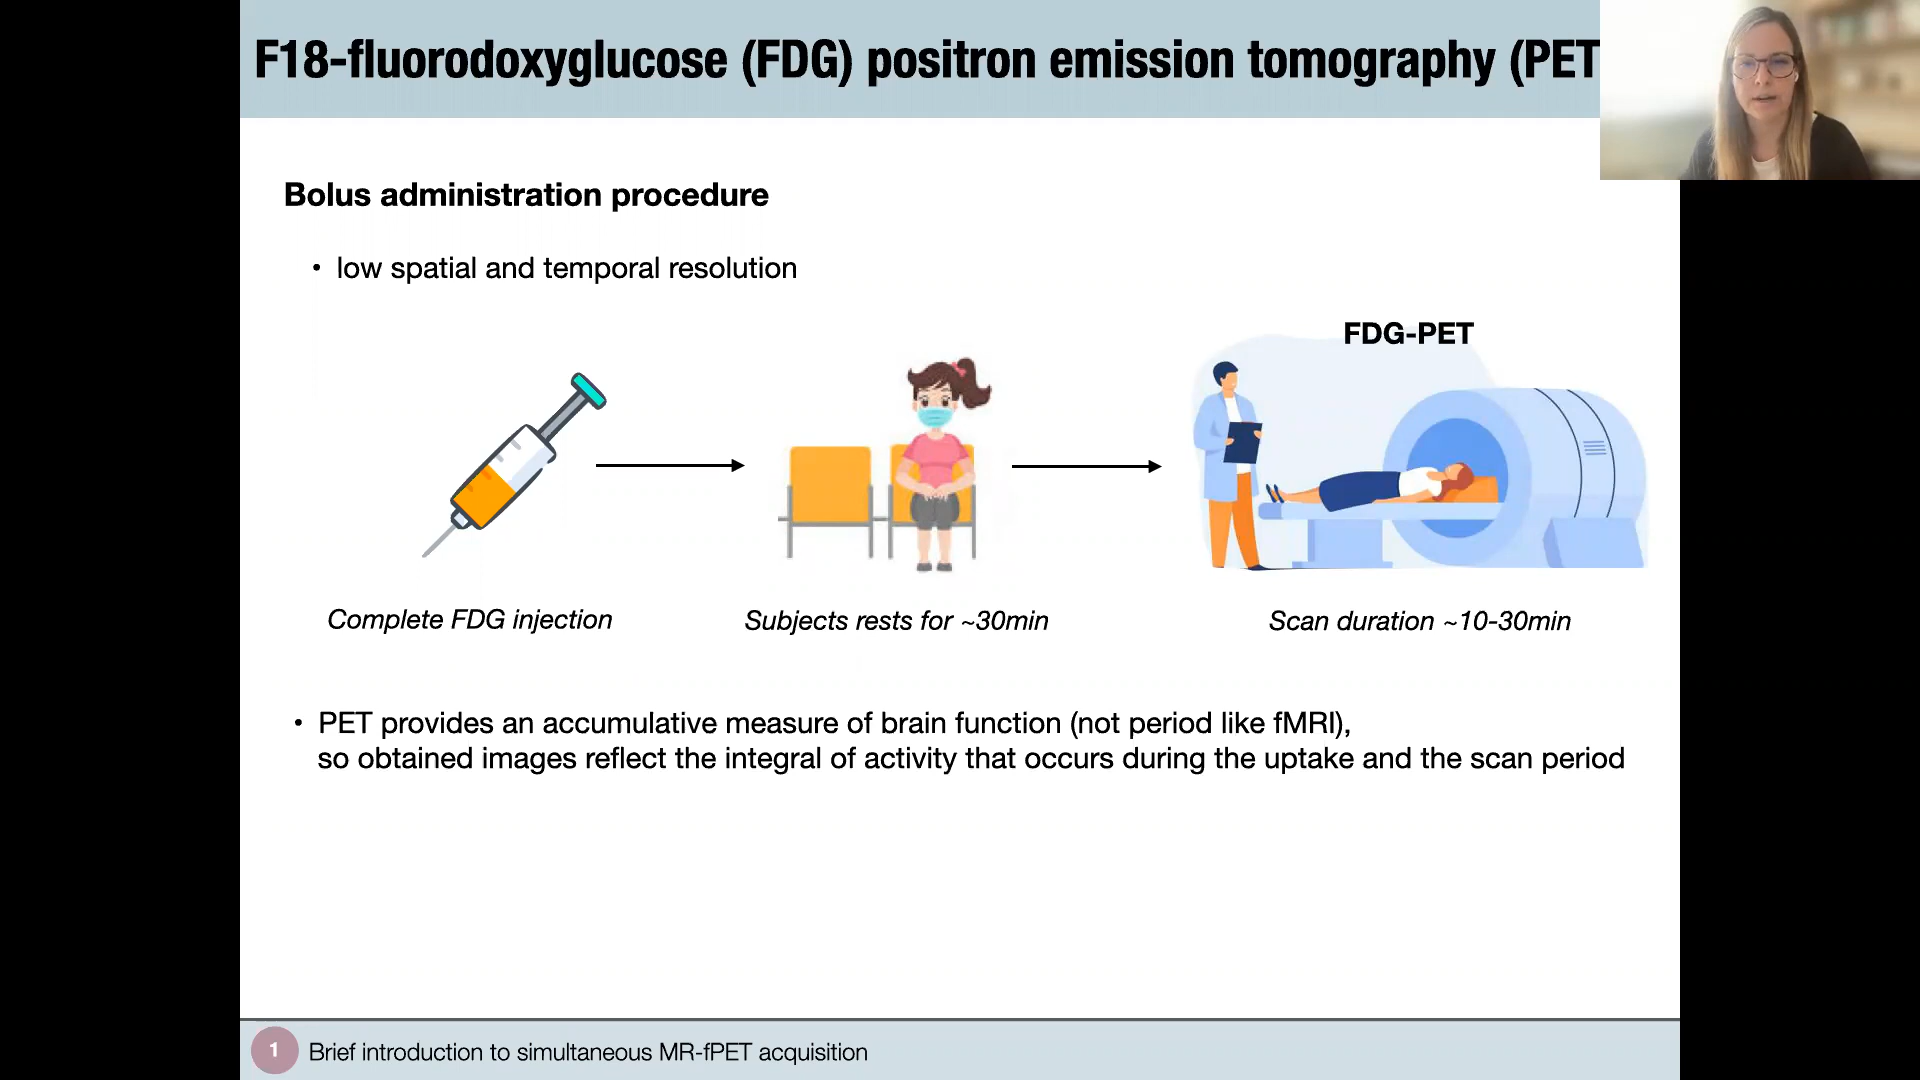 F18-fluorodoxyglucose (FDG) positron emission tomography (PET
Bolus administration procedure
• low spatial and temporal resolution
FDG-PET
Complete FDG injection
Subjects rests for ~30min
Scan duration ~10-30min
• PET provides an accumulative measure of brain function (not period like fMRI),
so obtained images reflect the integral of activity that occurs during the uptake and the scan period
1 Brief introduction to simultaneous MR-fPET acquisition